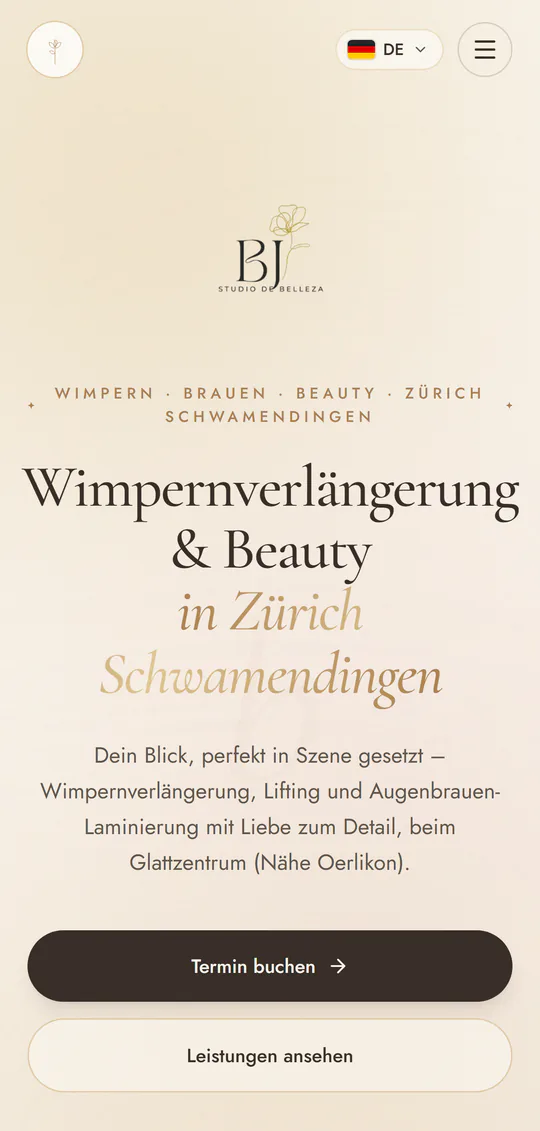 DE
BJ
STUDIO DE BELLEZA
WIMPERN · BRAUEN · BEAUTY · ZÜRICH
SCHWAMENDINGEN
Wimpernverlängerung
& Beauty
in Zürich
Schwamendingen
Dein Blick, perfekt in Szene gesetzt –
Wimpernverlängerung, Lifting und Augenbrauen-
Laminierung mit Liebe zum Detail, beim
Glattzentrum (Nähe Oerlikon).
Termin buchen →
Leistungen ansehen